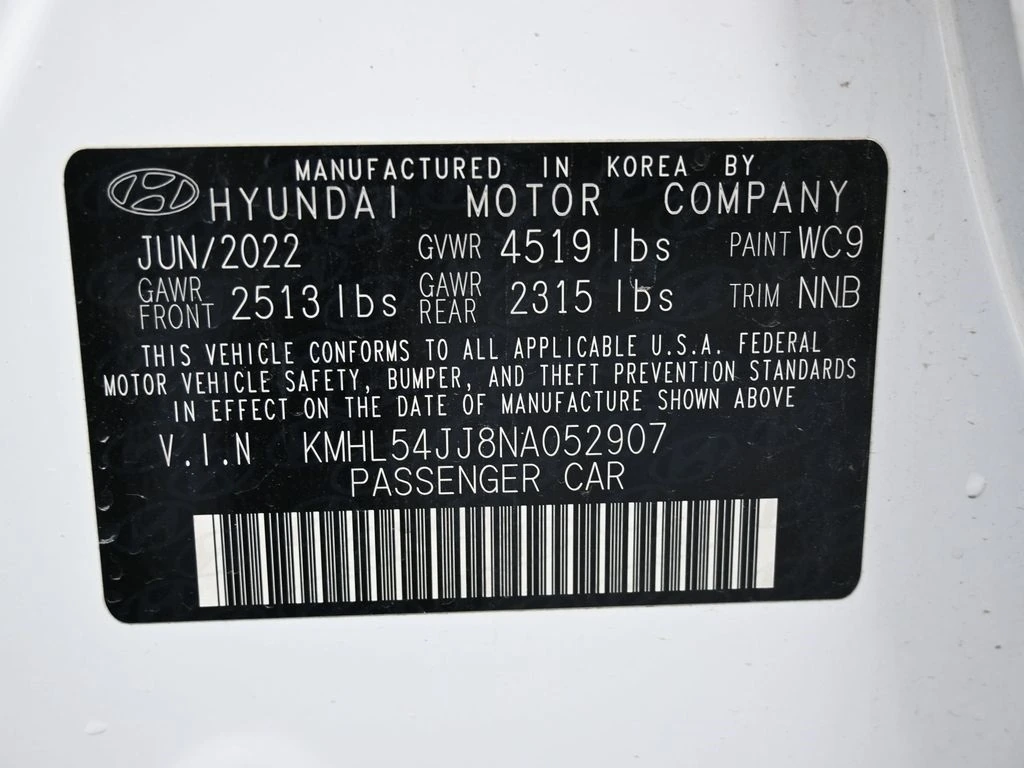 MANUFACTURED IN KOREA BY
HYUNDAI MOTOR COMPANY
JUN/2022 GVWR 4519 lbs PAINT WC9
GAWR FRONT 2513 lbs GAWR REAR 2315 lbs TRIM NNB
THIS VEHICLE CONFORMS TO ALL APPLICABLE U.S.A. FEDERAL
MOTOR VEHICLE SAFETY, BUMPER, AND THEFT PREVENTION STANDARDS
IN EFFECT ON THE DATE OF MANUFACTURE SHOWN ABOVE
V.I.N KMHL54JJ8NA052907
PASSENGER CAR